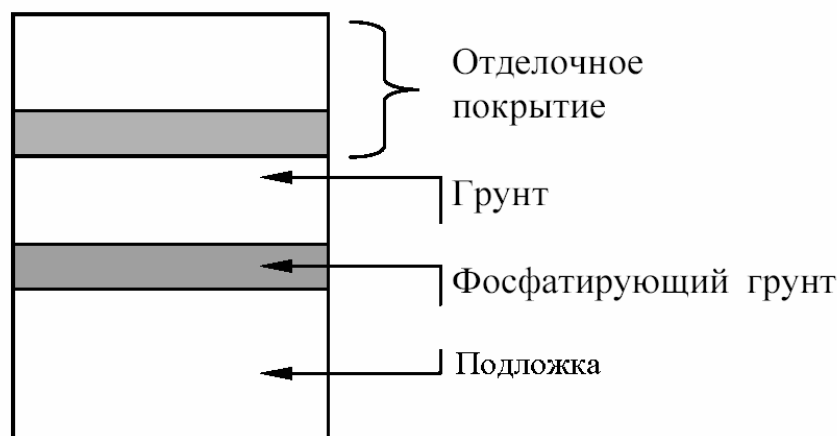 Отделочное
покрытие
Грунт
Фосфатирующий грунт
Подложка